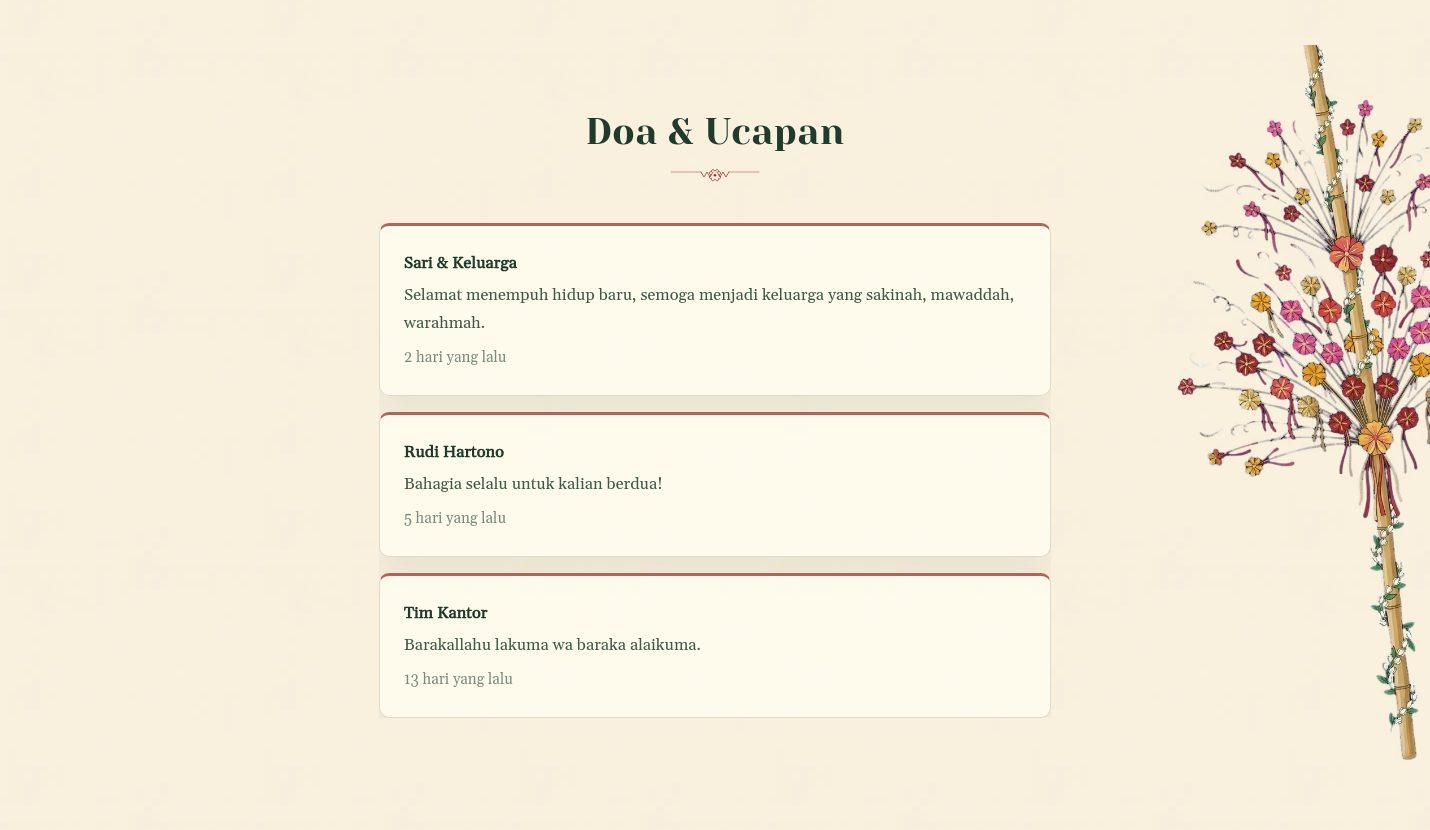 Doa & Ucapan
Sari & Keluarga
Selamat menempuh hidup baru, semoga menjadi keluarga yang sakinah, mawaddah,
warahmah.
2 hari yang lalu
Rudi Hartono
Bahagia selalu untuk kalian berdua!
5 hari yang lalu
Tim Kantor
Barakallahu lakuma wa baraka alaikuma.
13 hari yang lalu